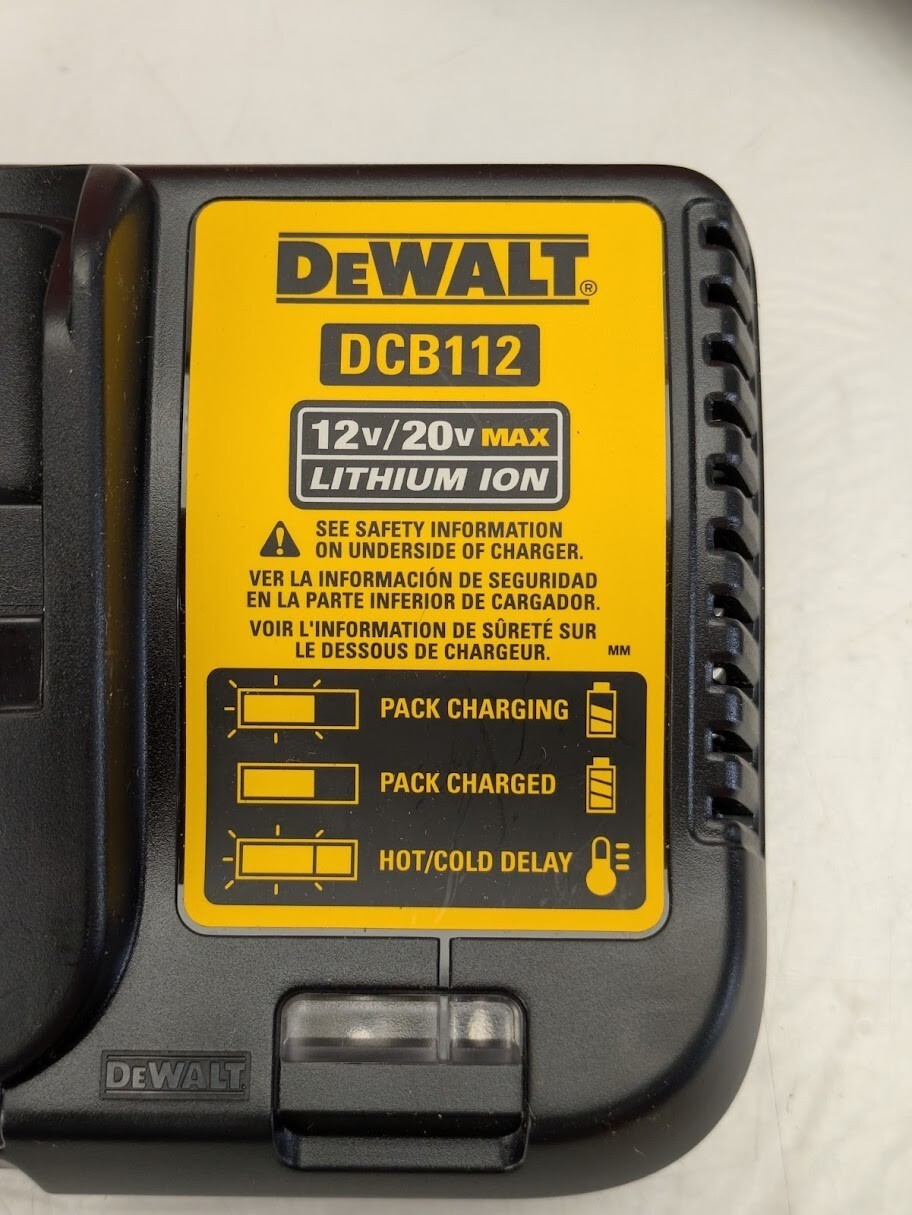 DEWALT®
DCB112
12V/20V MAX
LITHIUM ION
SEE SAFETY INFORMATION
ON UNDERSIDE OF CHARGER.
VER LA INFORMACIÓN DE SEGURIDAD
EN LA PARTE INFERIOR DE CARGADOR.
VOIR L'INFORMATION DE SÛRETÉ SUR
LE DESSOUS DE CHARGEUR.
MM
PACK CHARGING
PACK CHARGED
HOT/COLD DELAY
DEWALT